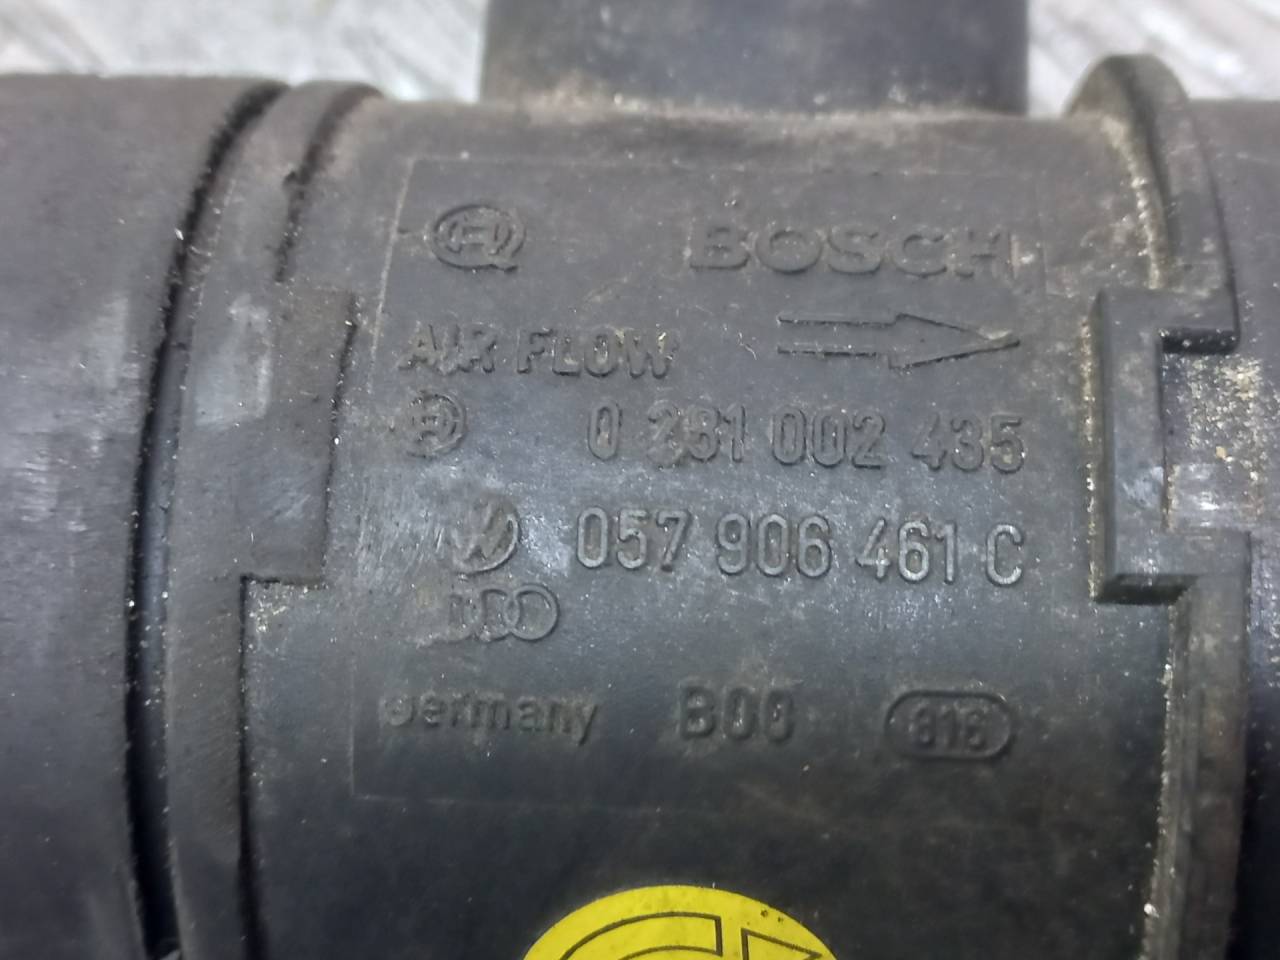 BOSCH
AIR FLOW
0 281 002 435
057 906 461 C
Germany B00 816